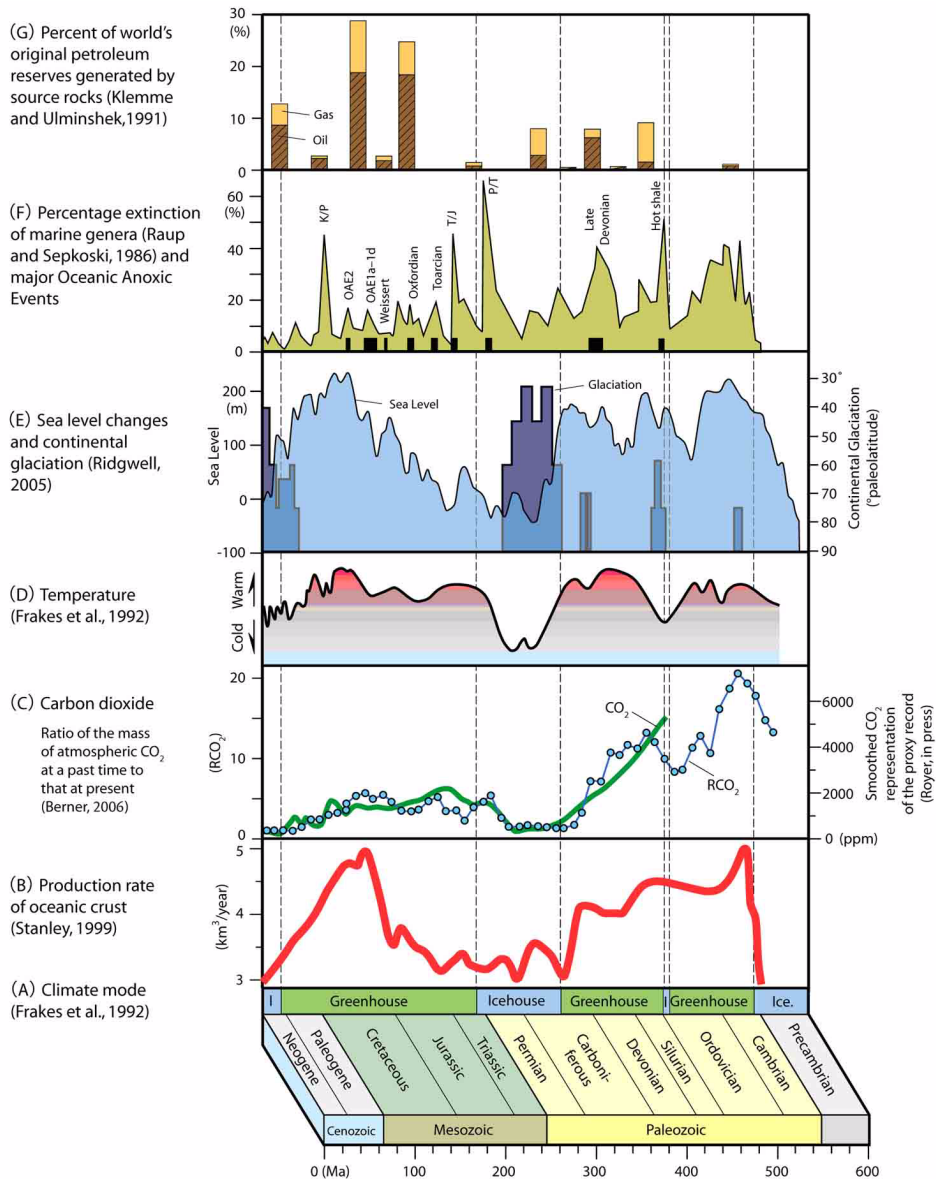 (G) Percent of world's
original petroleum
reserves generated by
source rocks (Klemme
and Ulminshek,1991)
30
(%)
20
10
0
Gas
Oil
(F) Percentage extinction
of marine genera (Raup
and Sepkoski, 1986) and
major Oceanic Anoxic
Events
60
(%)
40
20
0
K/P
OAE2
OAE1a–1d
Weissert
Oxfordian
Toarcian
T/J
P/T
Late
Devonian
Hot shale
(E) Sea level changes
and continental
glaciation (Ridgwell,
2005)
200
(m)
100
0
-100
Sea Level
Sea Level
Glaciation
30°
40
50
60
70
80
90
Continental Glaciation
(°paleolatitude)
(D) Temperature
(Frakes et al., 1992)
Warm
Cold
(C) Carbon dioxide
Ratio of the mass
of atmospheric CO₂
at a past time to
that at present
(Berner, 2006)
20
10
0
(RCO₂)
CO₂
RCO₂
6000
4000
2000
0 (ppm)
Smoothed CO₂
representation
of the proxy record
(Royer, in press)
(B) Production rate
of oceanic crust
(Stanley, 1999)
5
4
3
(km³/year)
(A) Climate mode
(Frakes et al., 1992)
I
Greenhouse
Icehouse
Greenhouse
I
Greenhouse
Ice.
Neogene
Paleogene
Cretaceous
Jurassic
Triassic
Permian
Carboni-
ferous
Devonian
Silurian
Ordovician
Cambrian
Precambrian
Cenozoic
Mesozoic
Paleozoic
0 (Ma)
100
200
300
400
500
600